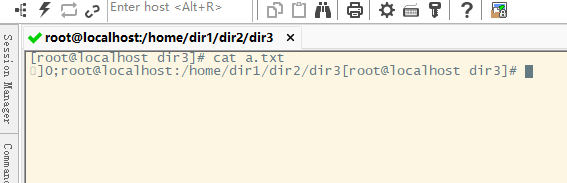 Enter host <Alt+R>
Session Manager
root@localhost:/home/dir1/dir2/dir3
[root@localhost dir3]# cat a.txt
]0;root@localhost:/home/dir1/dir2/dir3[root@localhost dir3]#